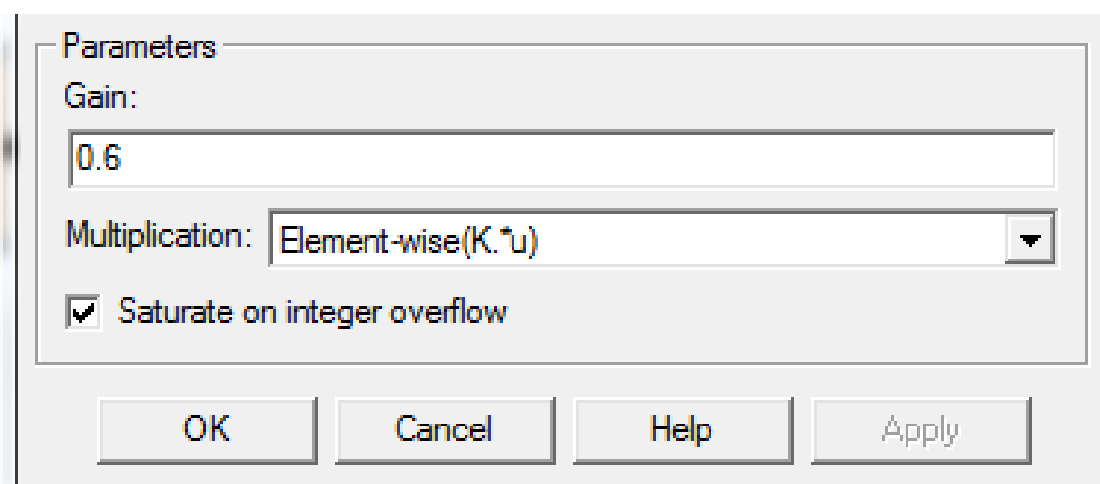 Parameters
Gain:
0.6
Multiplication: Element-wise(K.*u)
Saturate on integer overflow
OK Cancel Help Apply